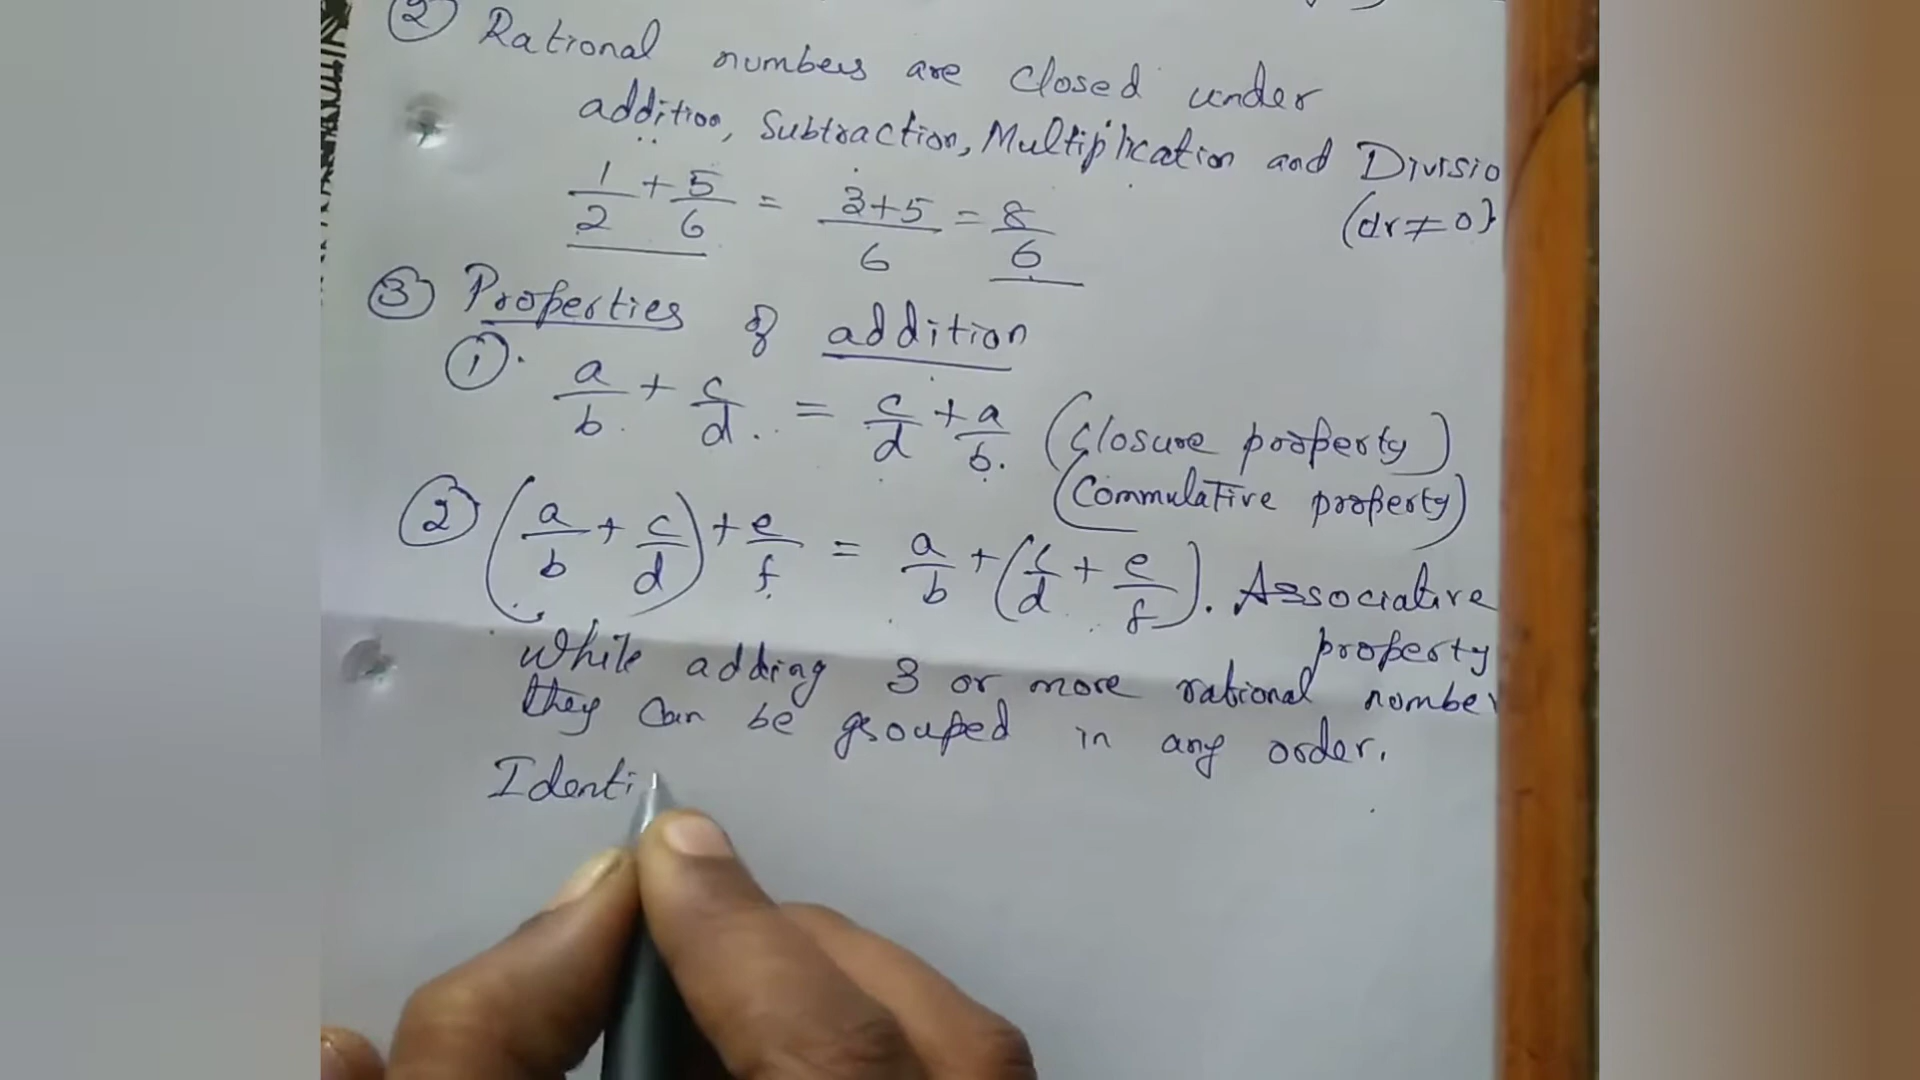 ② Rational numbers are closed under
addition, Subtraction, Multiplication and Divisio
(dr ≠ 0}
1/2 + 5/6 = 3+5/6 = 8/6
③ Properties of addition
① a/b + c/d = c/d + a/b. (Closure property)
(Commulative property)
② (a/b + c/d) + e/f = a/b + (c/d + e/f). Associative
property
While adding 3 or more rational number
they can be grouped in any order.
Identi